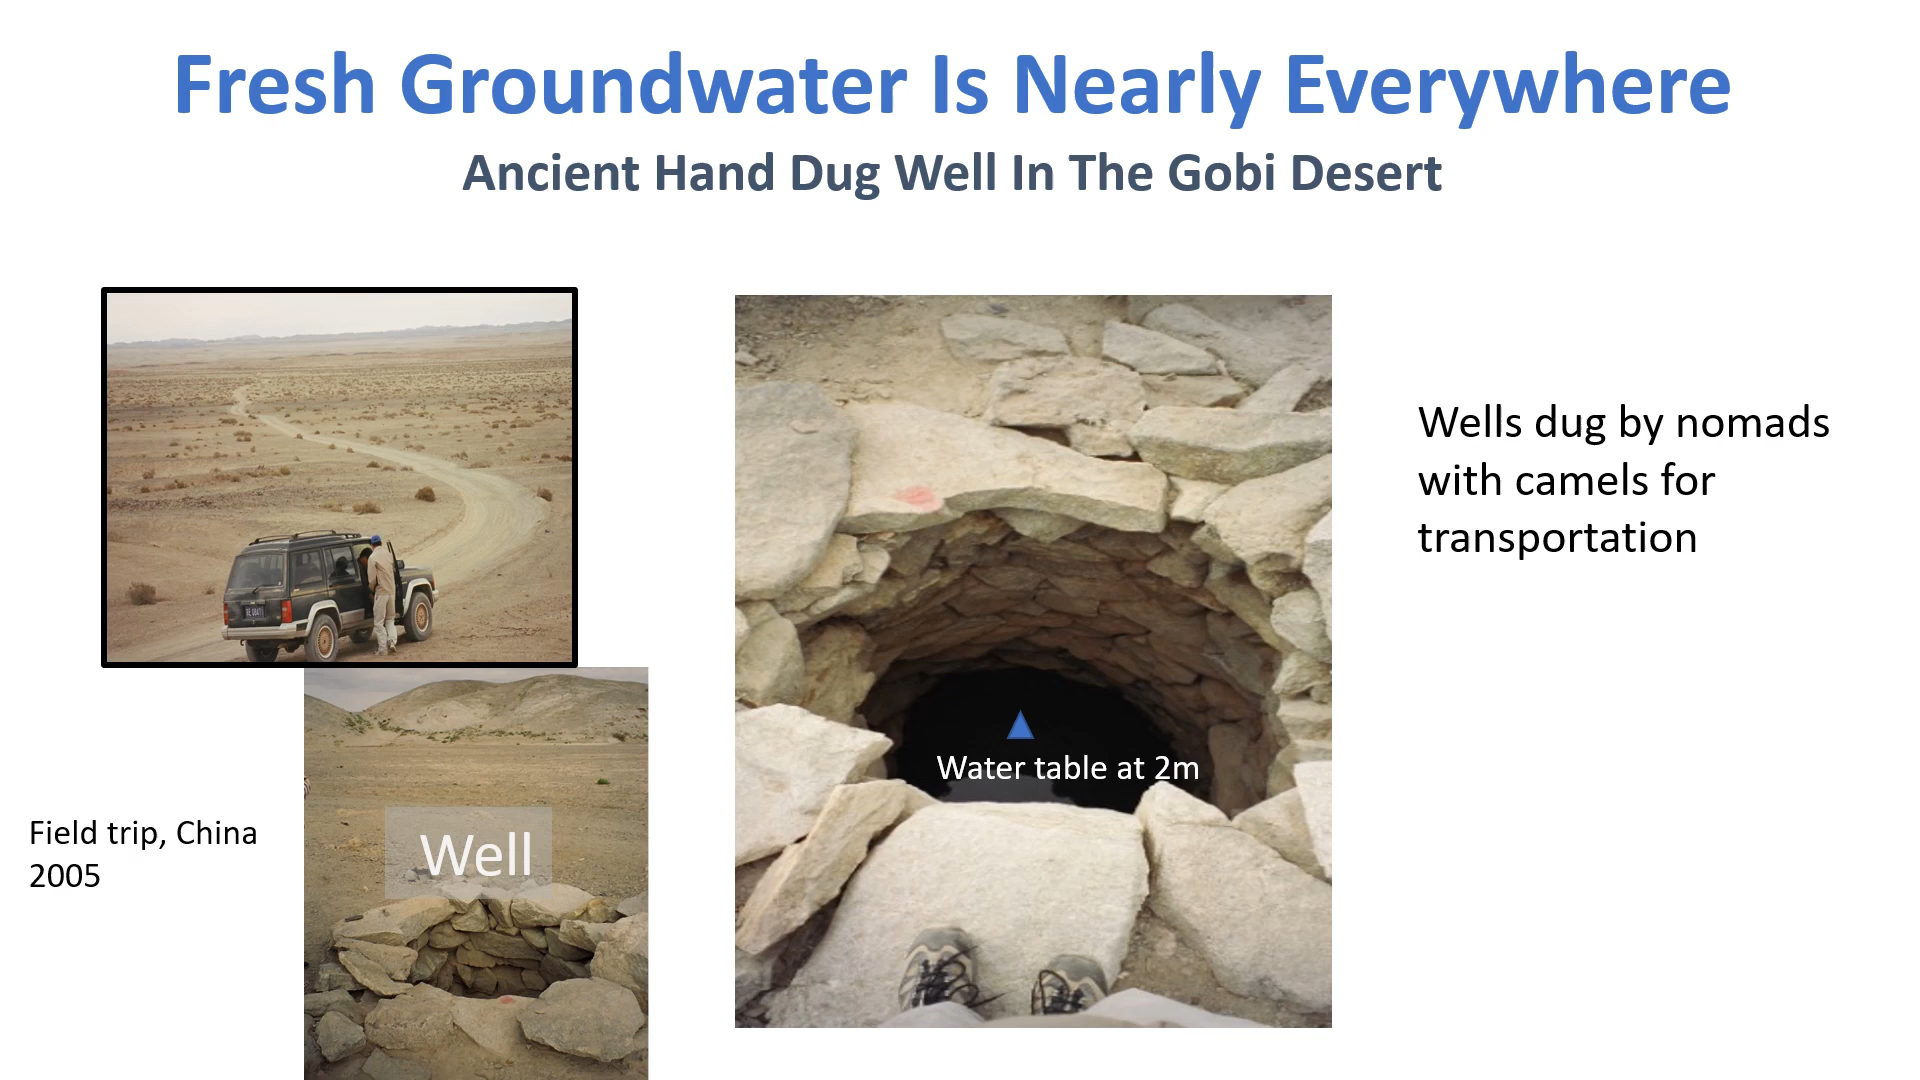 Fresh Groundwater Is Nearly Everywhere
Ancient Hand Dug Well In The Gobi Desert
Wells dug by nomads
with camels for
transportation
Water table at 2m
Well
Field trip, China
2005